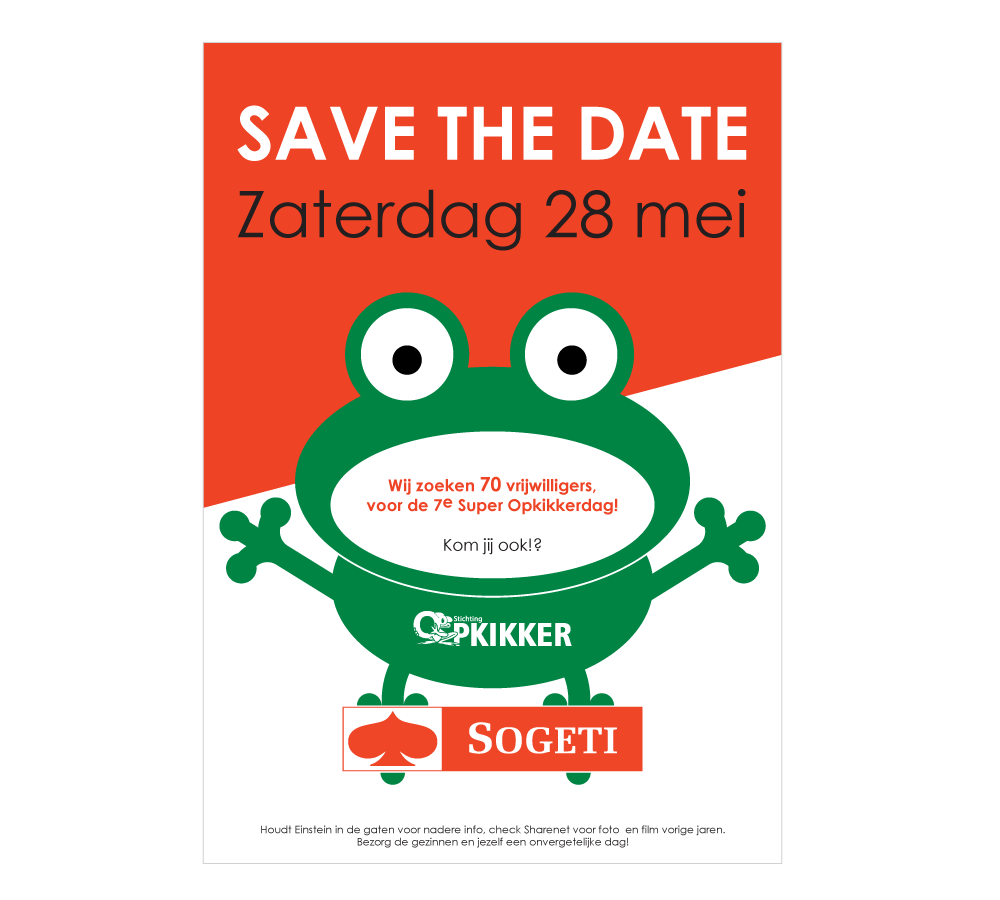 SAVE THE DATE
Zaterdag 28 mei
Wij zoeken 70 vrijwilligers,
voor de 7e Super Opkikkerdag!
Kom jij ook!?
Stichting
OPKIKKER
SOGETI
Houdt Einstein in de gaten voor nadere info, check Sharenet voor foto en film vorige jaren.
Bezorg de gezinnen en jezelf een onvergetelijke dag!